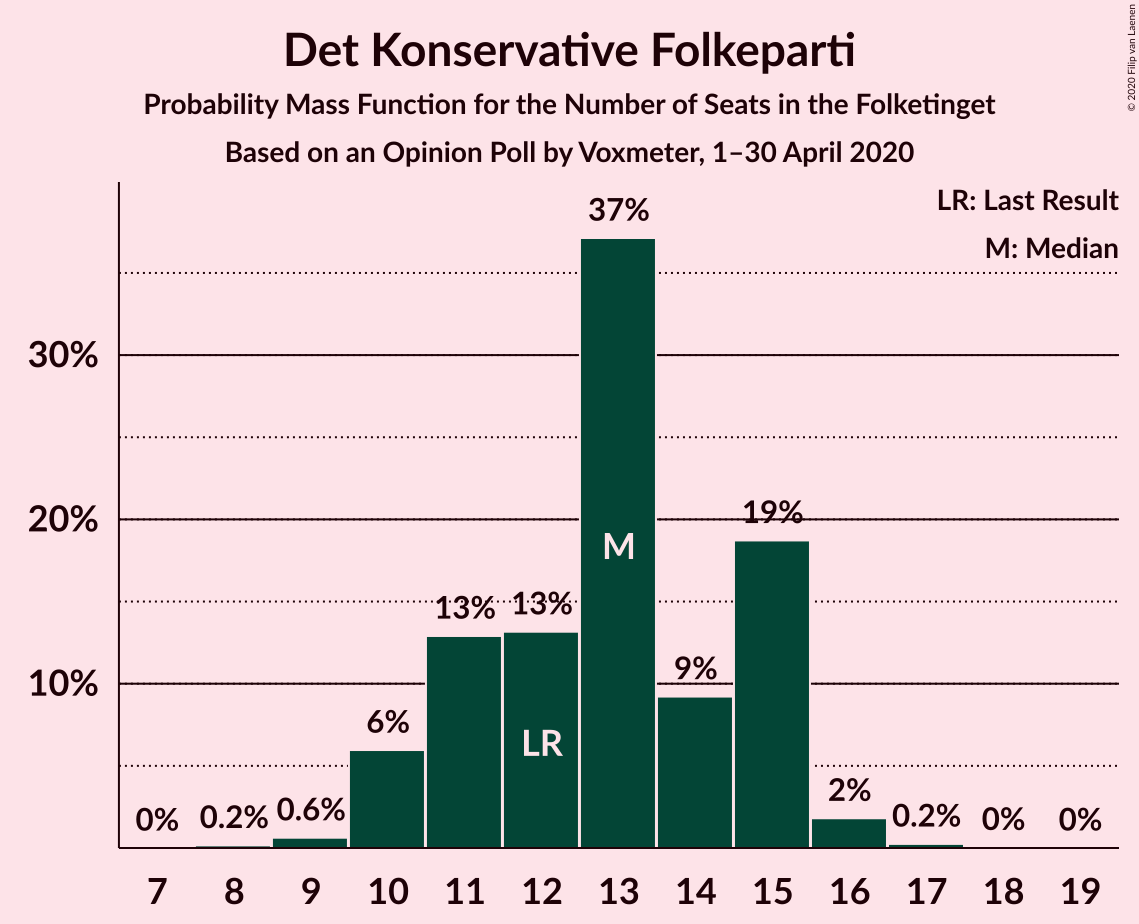 Det Konservative Folkeparti
Probability Mass Function for the Number of Seats in the Folketinget
Based on an Opinion Poll by Voxmeter, 1–30 April 2020
© 2020 Filip van Laenen
LR: Last Result
M: Median
30%
20%
10%
0%
0.2%
0.6%
6%
13%
13%
37%
9%
19%
2%
0.2%
0%
0%
LR
M
7 8 9 10 11 12 13 14 15 16 17 18 19